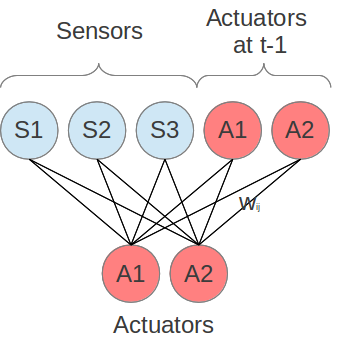 Sensors
Actuators
at t-1
S1 S2 S3 A1 A2
wij
A1 A2
Actuators